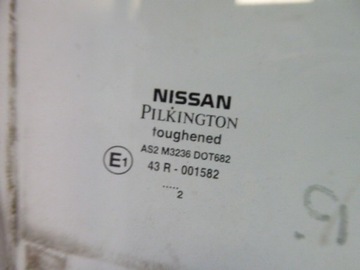 NISSAN
PILKINGTON
toughened
AS2 M3236 DOT682
E1 43 R - 001582
.....
2